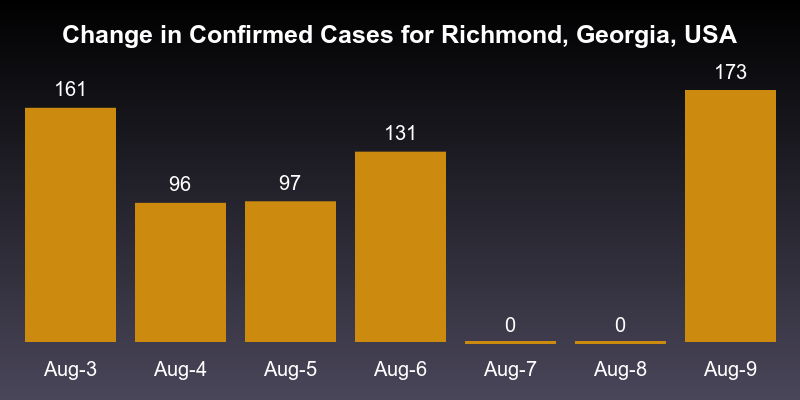 Change in Confirmed Cases for Richmond, Georgia, USA
161
96
97
131
0
0
173
Aug-3
Aug-4
Aug-5
Aug-6
Aug-7
Aug-8
Aug-9